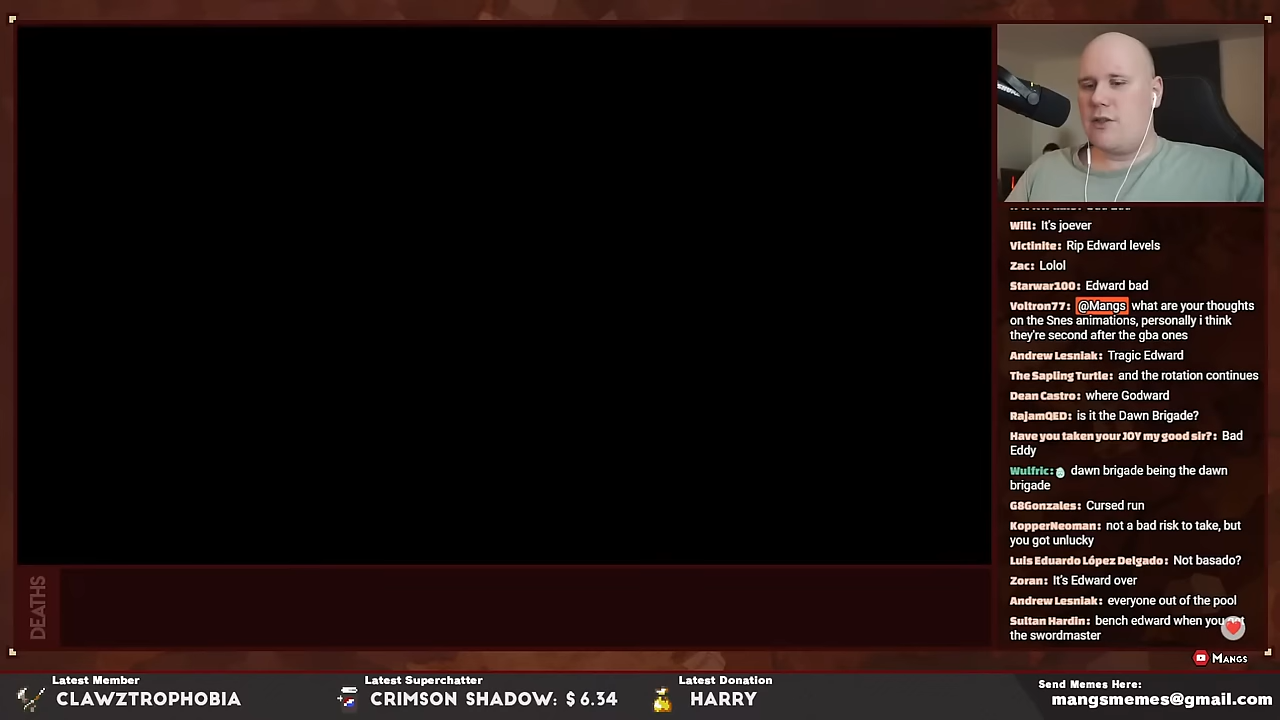 Will: It's joever
Victinite: Rip Edward levels
Zac: Lolol
Starwar100: Edward bad
Voltron77: @Mangs what are your thoughts
on the Snes animations, personally i think
they're second after the gba ones
Andrew Lesniak: Tragic Edward
The Sapling Turtle: and the rotation continues
Dean Castro: where Godward
RajamQED: is it the Dawn Brigade?
Have you taken your JOY my good sir?: Bad
Eddy
Wulfric: dawn brigade being the dawn
brigade
G8Gonzales: Cursed run
KopperNeoman: not a bad risk to take, but
you got unlucky
Luis Eduardo López Delgado: Not basado?
Zoran: It's Edward over
Andrew Lesniak: everyone out of the pool
Sultan Hardin: bench edward when you
the swordmaster
DEATHS
Mangs
Latest Member
CLAWZTROPHOBIA
Latest Superchatter
CRIMSON SHADOW: $6.34
Latest Donation
HARRY
Send Memes Here:
mangsmemes@gmail.com